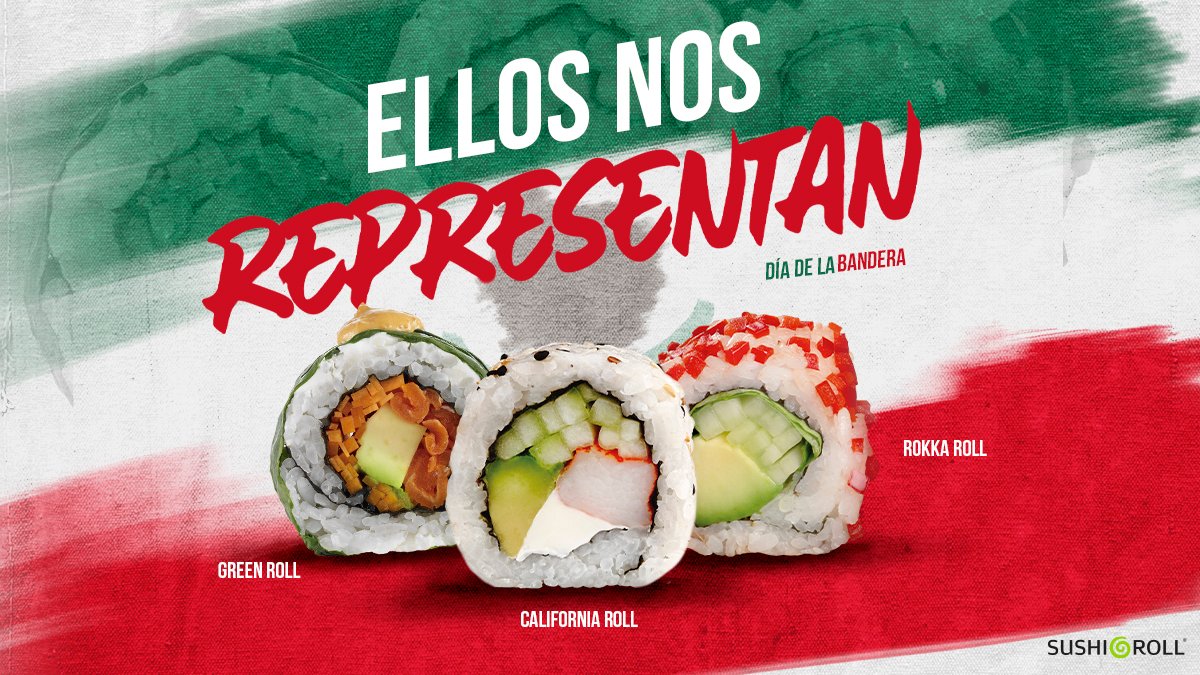 ELLOS NOS
REPRESENTAN
DÍA DE LA BANDERA
ROKKA ROLL
GREEN ROLL
CALIFORNIA ROLL
SUSHI ROLL®